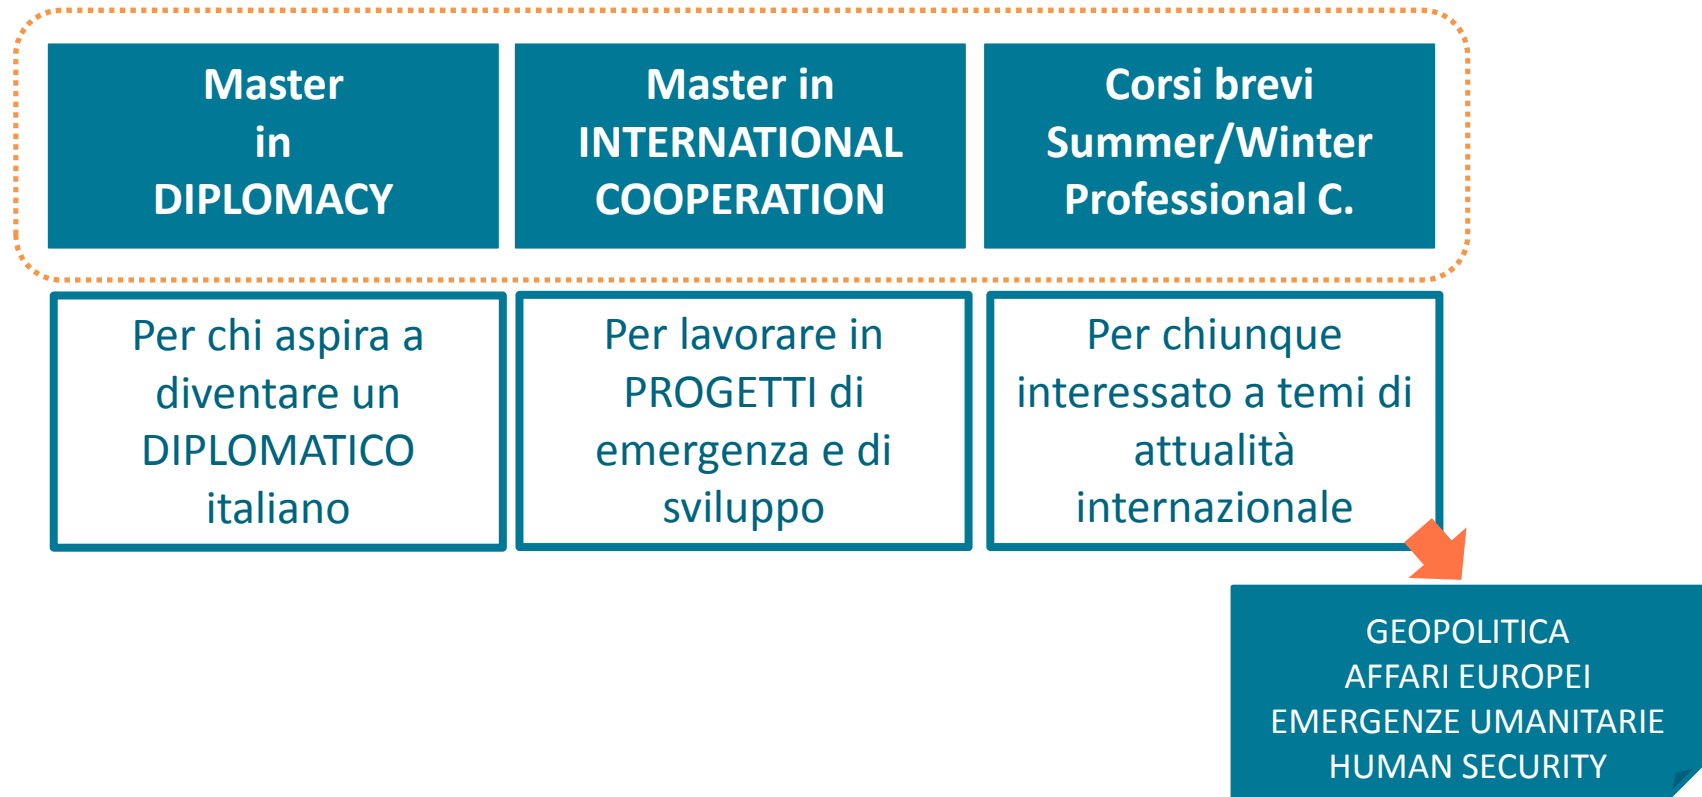 Master
in
DIPLOMACY
Master in
INTERNATIONAL
COOPERATION
Corsi brevi
Summer/Winter
Professional C.
Per chi aspira a
diventare un
DIPLOMATICO
italiano
Per lavorare in
PROGETTI di
emergenza e di
sviluppo
Per chiunque
interessato a temi di
attualità
internazionale
GEOPOLITICA
AFFARI EUROPEI
EMERGENZE UMANITARIE
HUMAN SECURITY